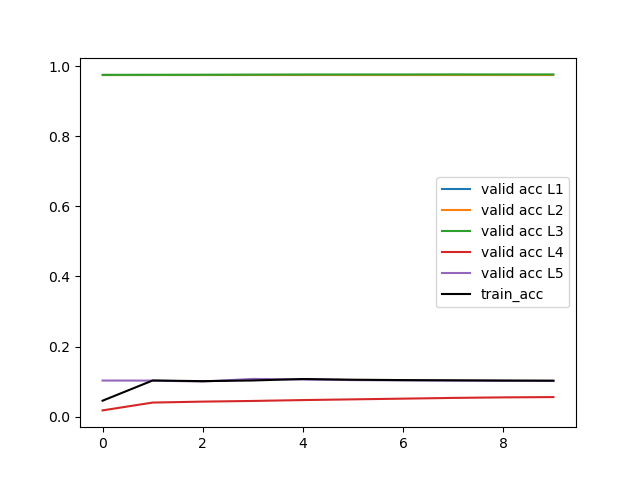 1.0
0.8
0.6
0.4
0.2
0.0
0 2 4 6 8
valid acc L1
valid acc L2
valid acc L3
valid acc L4
valid acc L5
train_acc